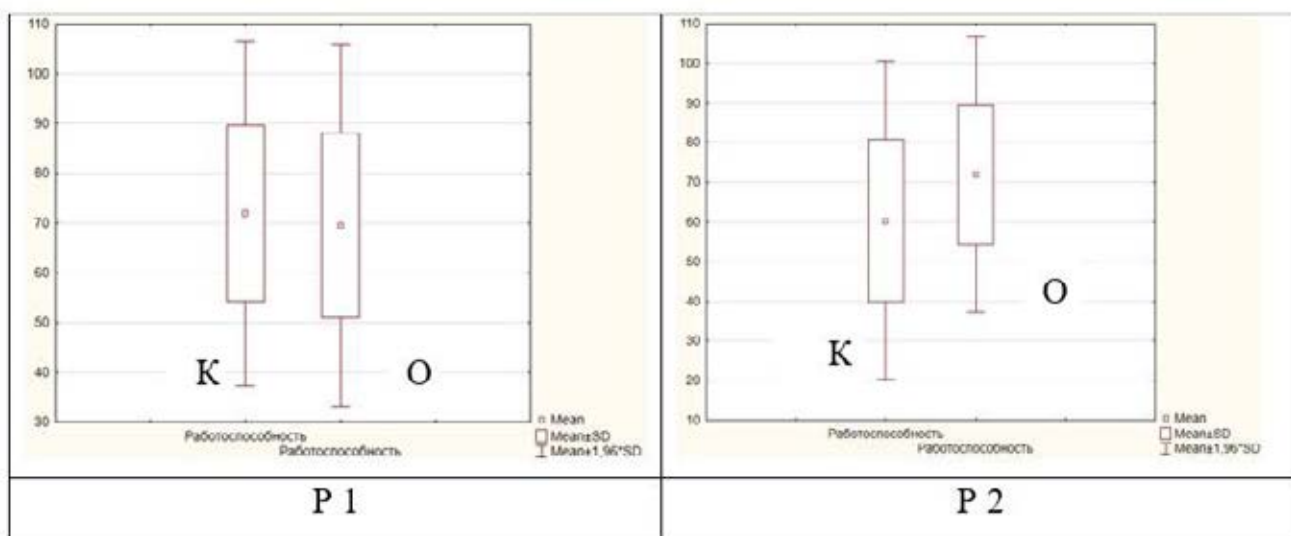 110
100
90
80
70
60
50
40
30
К
О
Работоспособность
Работоспособность
Mean
Mean±SD
Mean±1,96*SD
Р 1
110
100
90
80
70
60
50
40
30
20
10
К
О
Работоспособность
Работоспособность
Mean
Mean±SD
Mean±1,96*SD
Р 2